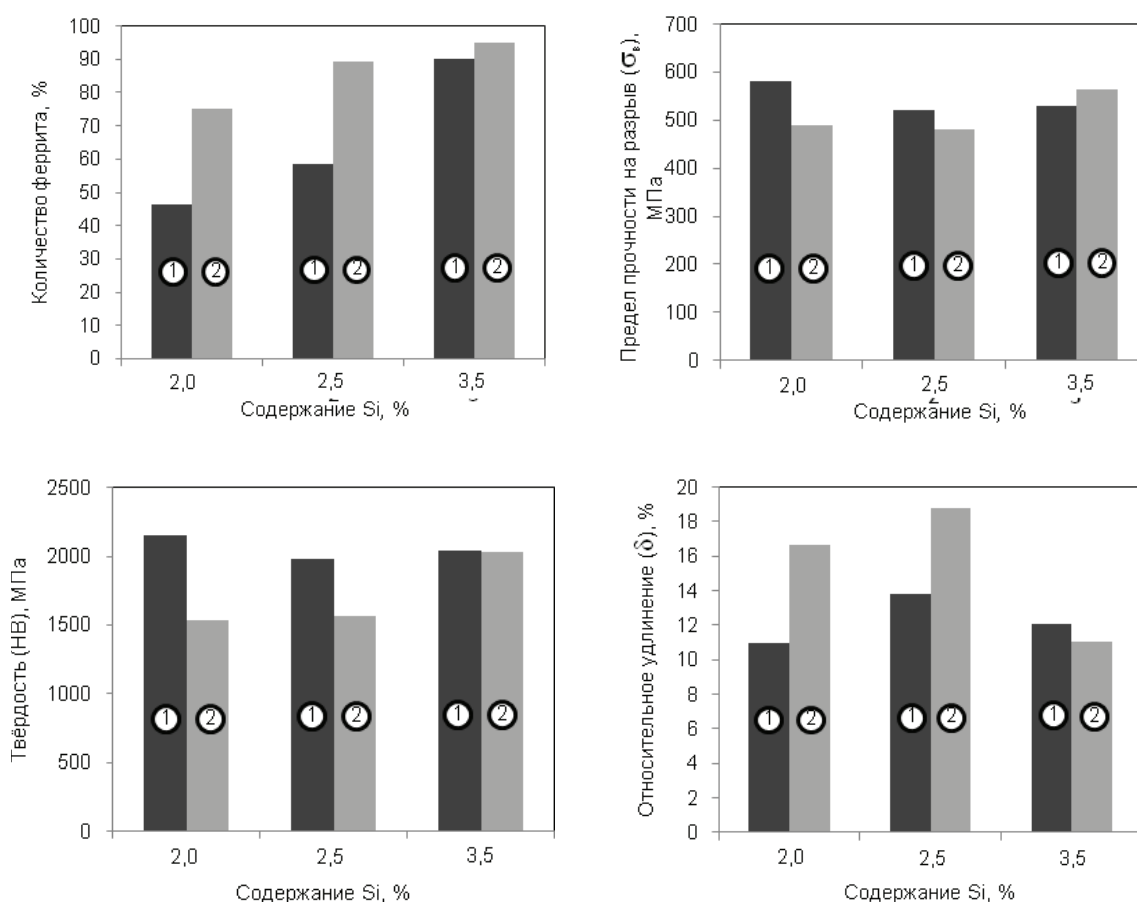 Количество феррита, %
100
90
80
70
60
50
40
30
20
10
0
1 2 1 2 1 2
2,0 2,5 3,5
Содержание Si, %
Предел прочности на разрыв (σв),
МПа
700
600
500
400
300
200
100
0
1 2 1 2 1 2
2,0 2,5 3,5
Содержание Si, %
Твёрдость (НВ), МПа
2500
2000
1500
1000
500
0
1 2 1 2 1 2
2,0 2,5 3,5
Содержание Si, %
Относительное удлинение (δ), %
20
18
16
14
12
10
8
6
4
2
0
1 2 1 2 1 2
2,0 2,5 3,5
Содержание Si, %